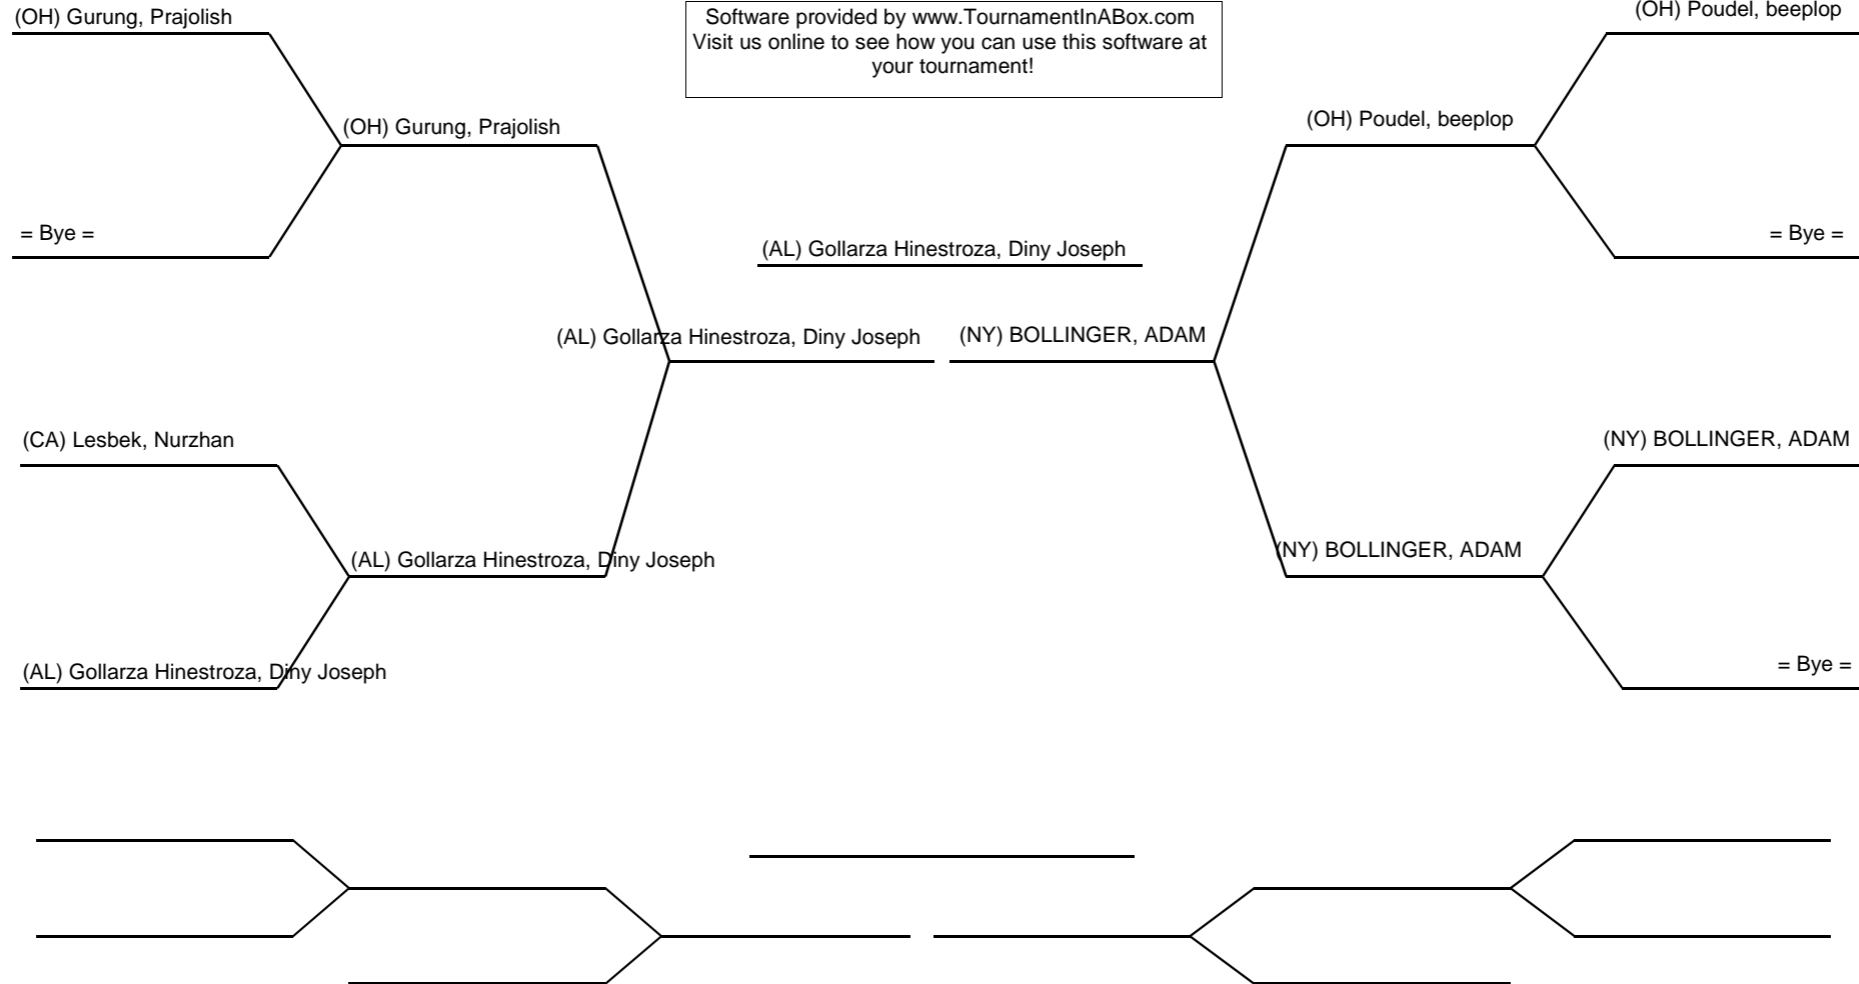 (OH) Gurung, Prajolish
Software provided by www.TournamentInABox.com
Visit us online to see how you can use this software at
your tournament!
(OH) Poudel, beeplop
(OH) Gurung, Prajolish
(OH) Poudel, beeplop
= Bye =
= Bye =
(AL) Gollarza Hinestroza, Diny Joseph
(AL) Gollarza Hinestroza, Diny Joseph
(NY) BOLLINGER, ADAM
(CA) Lesbek, Nurzhan
(NY) BOLLINGER, ADAM
(AL) Gollarza Hinestroza, Diny Joseph
(NY) BOLLINGER, ADAM
(AL) Gollarza Hinestroza, Diny Joseph
= Bye =